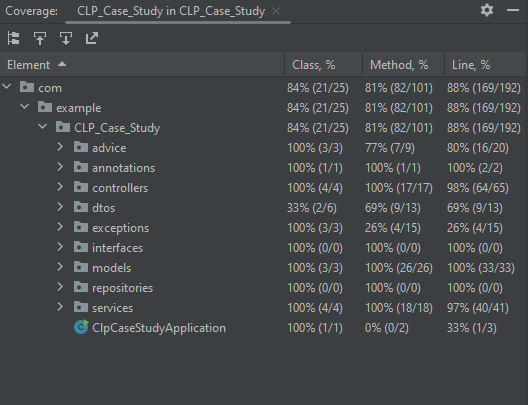 Coverage: CLP_Case_Study in CLP_Case_Study
Element Class, % Method, % Line, %
com 84% (21/25) 81% (82/101) 88% (169/192)
example 84% (21/25) 81% (82/101) 88% (169/192)
CLP_Case_Study 84% (21/25) 81% (82/101) 88% (169/192)
advice 100% (3/3) 77% (7/9) 80% (16/20)
annotations 100% (1/1) 100% (1/1) 100% (2/2)
controllers 100% (4/4) 100% (17/17) 98% (64/65)
dtos 33% (2/6) 69% (9/13) 69% (9/13)
exceptions 100% (3/3) 26% (4/15) 26% (4/15)
interfaces 100% (0/0) 100% (0/0) 100% (0/0)
models 100% (3/3) 100% (26/26) 100% (33/33)
repositories 100% (0/0) 100% (0/0) 100% (0/0)
services 100% (4/4) 100% (18/18) 97% (40/41)
ClpCaseStudyApplication 100% (1/1) 0% (0/2) 33% (1/3)